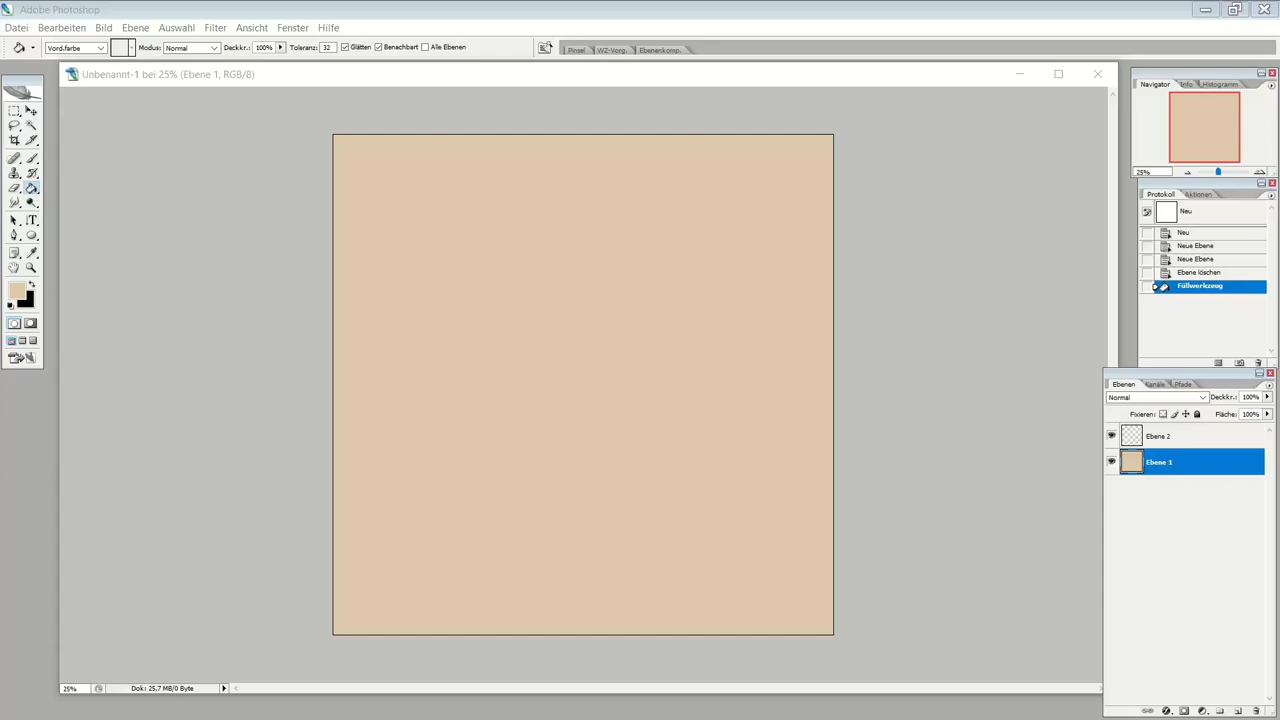 Adobe Photoshop
Datei Bearbeiten Bild Ebene Auswahl Filter Ansicht Fenster Hilfe
Vord.farbe Modus: Normal Deckkr.: 100% Toleranz: 32 Glätten Benachbart Alle Ebenen Pinsel WZ-Vorg. Ebenenkomp.
Unbenannt-1 bei 25% (Ebene 1, RGB/8)
Navigator Info Histogramm
25%
Protokoll Aktionen
Neu
Neu
Neue Ebene
Neue Ebene
Ebene löschen
Füllwerkzeug
Ebenen Kanäle Pfade
Normal Deckkr.: 100%
Fixieren: Fläche: 100%
Ebene 2
Ebene 1
25% Dok: 25,7 MB/0 Byte